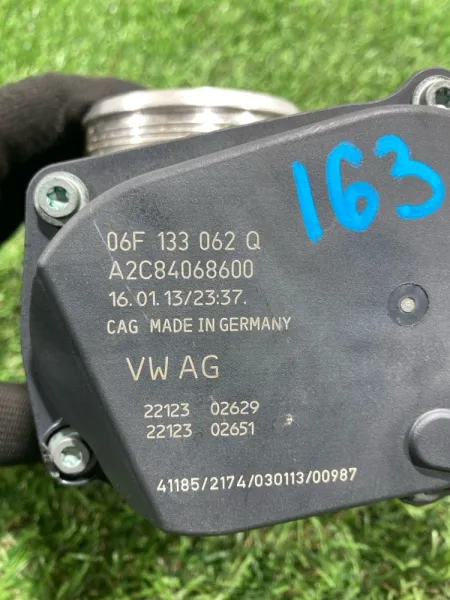 163
06F 133 062 Q
A2C84068600
16.01.13/23:37.
CAG MADE IN GERMANY
VW AG
22123 02629
22123 02651
41185/2174/030113/00987